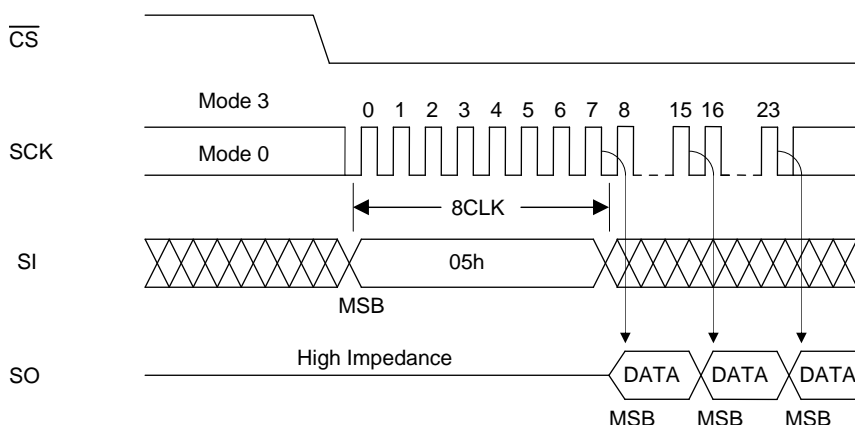 C̅S̅
Mode 3
0 1 2 3 4 5 6 7 8 15 16 23
SCK
Mode 0
8CLK
SI
05h
MSB
High Impedance
SO
DATA DATA DATA
MSB MSB MSB